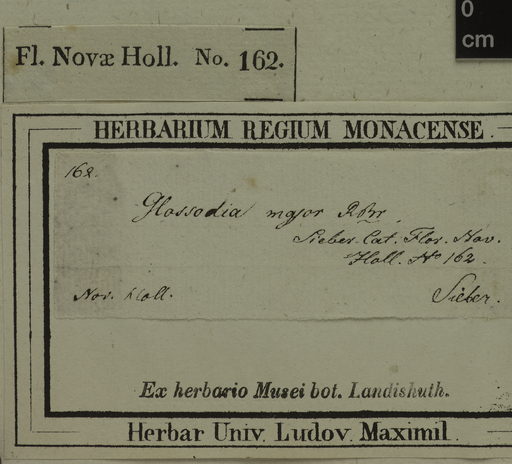 0
cm
Fl. Novæ Holl. No. 162.
HERBARIUM REGIUM MONACENSE.
162.
Glossodia major R.Br.
Sieber Cat. Flor. Nov.
Holl. No 162.
Nov. Holl. Sieber.
Ex herbario Musei bot. Landishuth.
Herbar Univ. Ludov. Maximil.